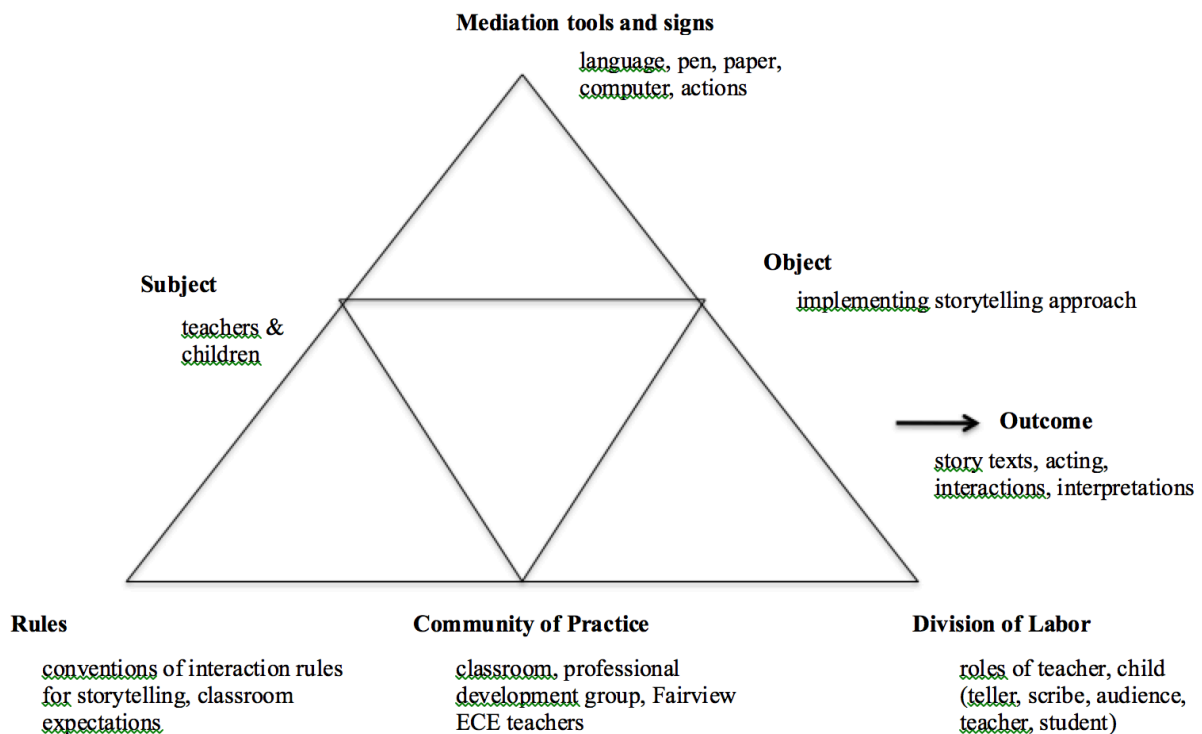 Mediation tools and signs
language, pen, paper,
computer, actions
Subject
teachers &
children
Object
implementing storytelling approach
Outcome
story texts, acting,
interactions, interpretations
Rules
conventions of interaction rules
for storytelling, classroom
expectations
Community of Practice
classroom, professional
development group, Fairview
ECE teachers
Division of Labor
roles of teacher, child
(teller, scribe, audience,
teacher, student)